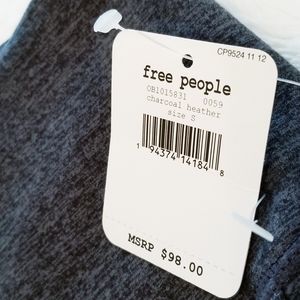 CP9524 11 12
free people
OB1015831 0059
charcoal heather
size S
1 94374 14184 8
MSRP $98.00